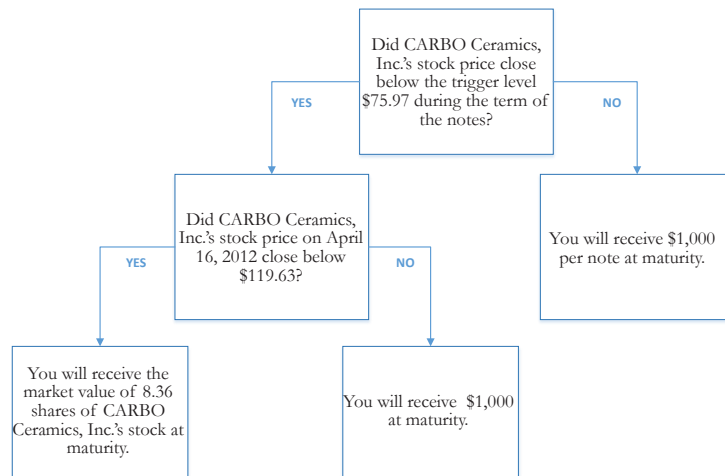 Did CARBO Ceramics,
Inc.'s stock price close
below the trigger level
$75.97 during the term of
the notes?
YES
NO
Did CARBO Ceramics,
Inc.'s stock price on April
16, 2012 close below
$119.63?
You will receive $1,000
per note at maturity.
YES
NO
You will receive the
market value of 8.36
shares of CARBO
Ceramics, Inc.'s stock at
maturity.
You will receive $1,000
at maturity.